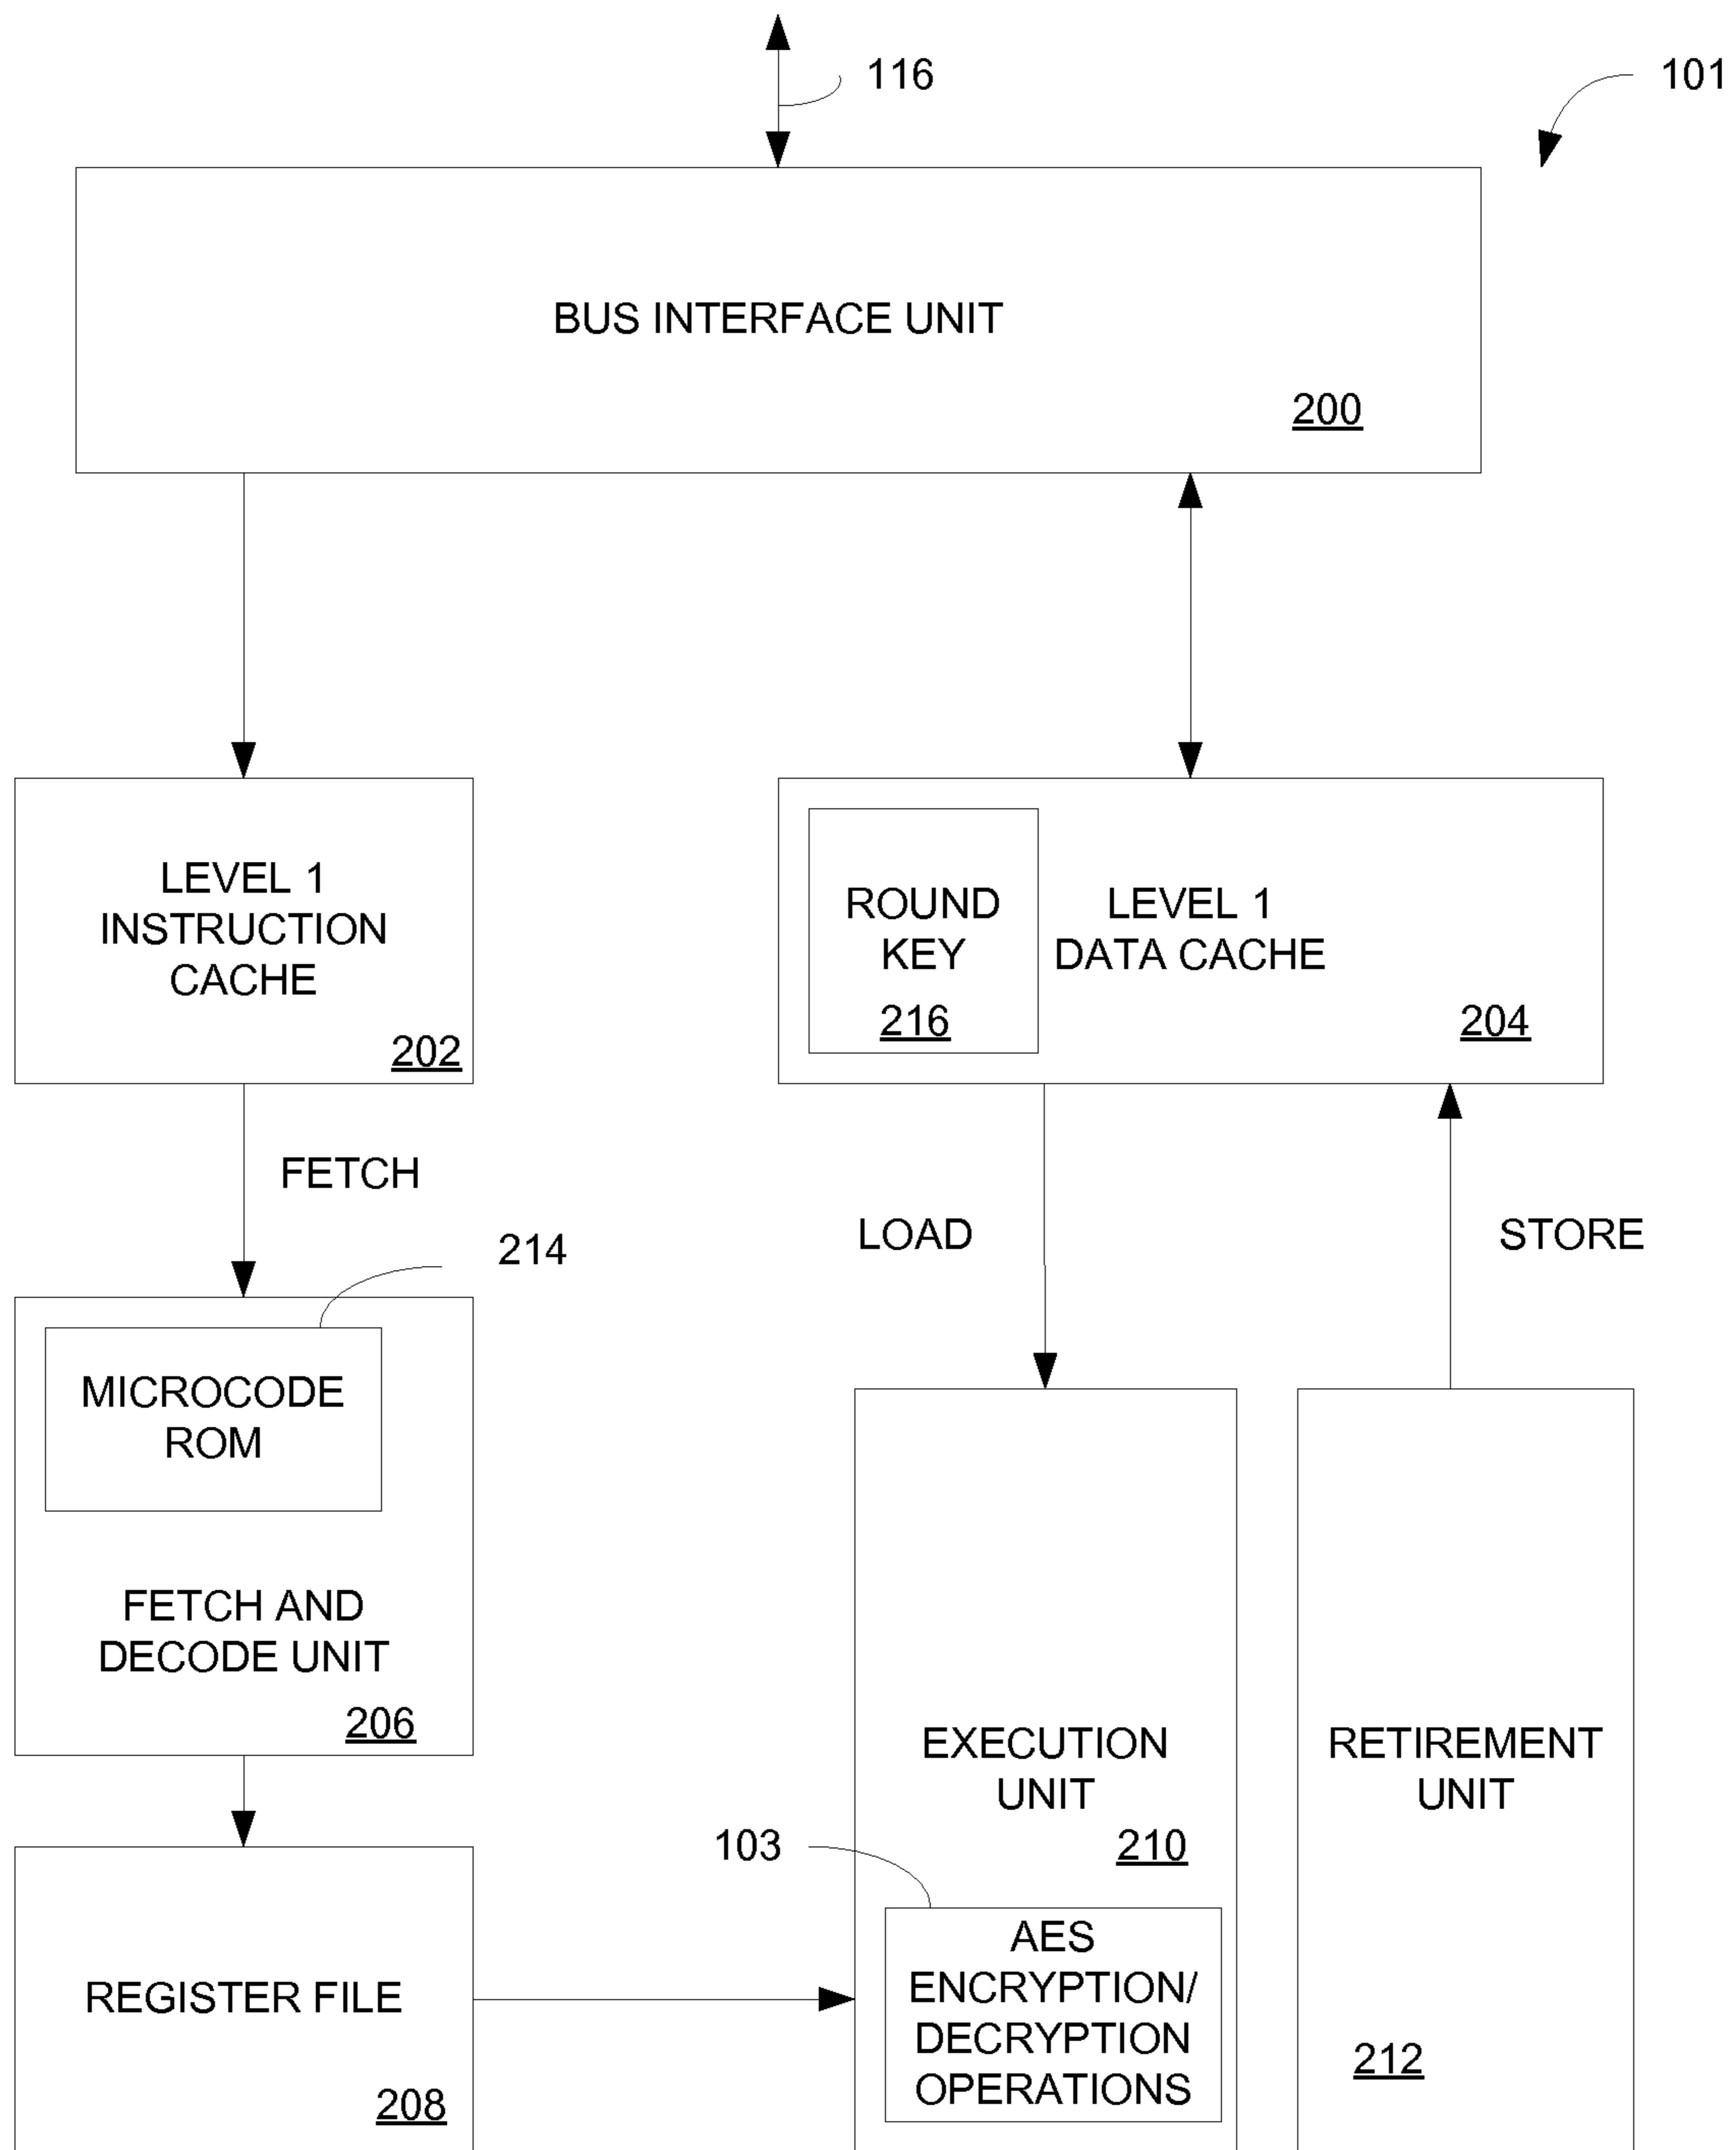 116
101
BUS INTERFACE UNIT
200
LEVEL 1
INSTRUCTION
CACHE
202
ROUND
KEY
216
LEVEL 1
DATA CACHE
204
FETCH
LOAD
STORE
214
MICROCODE
ROM
FETCH AND
DECODE UNIT
206
EXECUTION
UNIT
210
RETIREMENT
UNIT
212
103
AES
ENCRYPTION/
DECRYPTION
OPERATIONS
REGISTER FILE
208